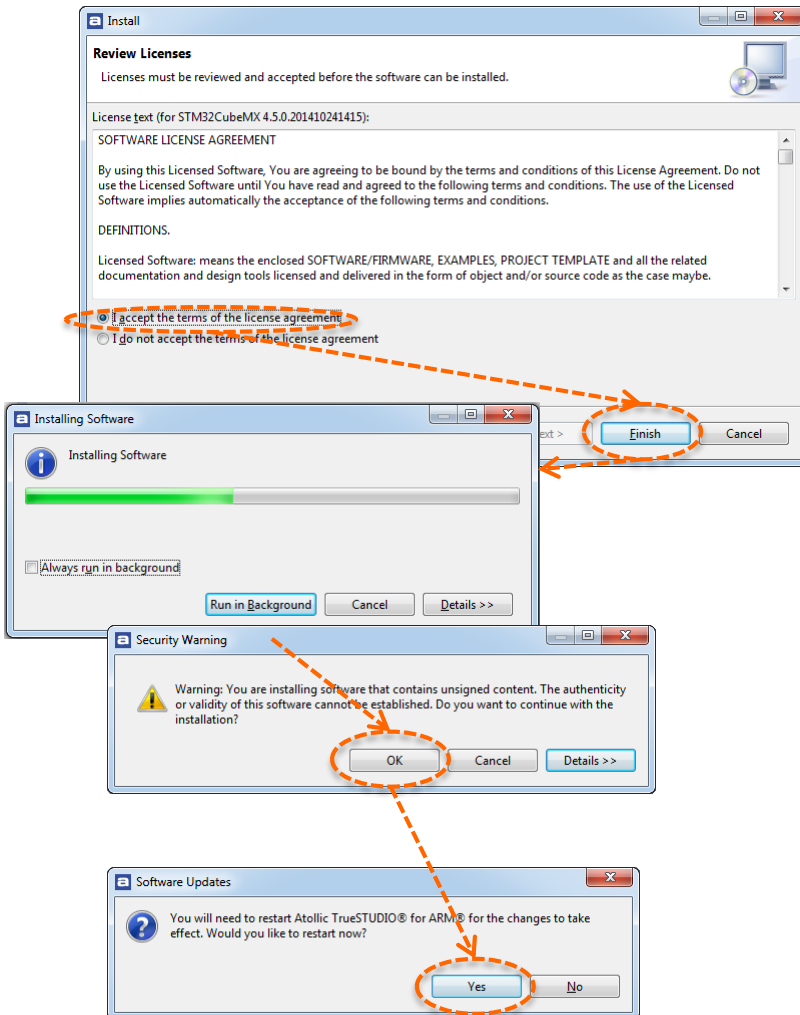 Install
Review Licenses
Licenses must be reviewed and accepted before the software can be installed.
License text (for STM32CubeMX 4.5.0.201410241415):
SOFTWARE LICENSE AGREEMENT
By using this Licensed Software, You are agreeing to be bound by the terms and conditions of this License Agreement. Do not
use the Licensed Software until You have read and agreed to the following terms and conditions. The use of the Licensed
Software implies automatically the acceptance of the following terms and conditions.
DEFINITIONS.
Licensed Software: means the enclosed SOFTWARE/FIRMWARE, EXAMPLES, PROJECT TEMPLATE and all the related
documentation and design tools licensed and delivered in the form of object and/or source code as the case maybe.
I accept the terms of the license agreement
I do not accept the terms of the license agreement
ext > Finish Cancel
Installing Software
Installing Software
Always run in background
Run in Background Cancel Details >>
Security Warning
Warning: You are installing software that contains unsigned content. The authenticity
or validity of this software cannot be established. Do you want to continue with the
installation?
OK Cancel Details >>
Software Updates
You will need to restart Atollic TrueSTUDIO® for ARM® for the changes to take
effect. Would you like to restart now?
Yes No